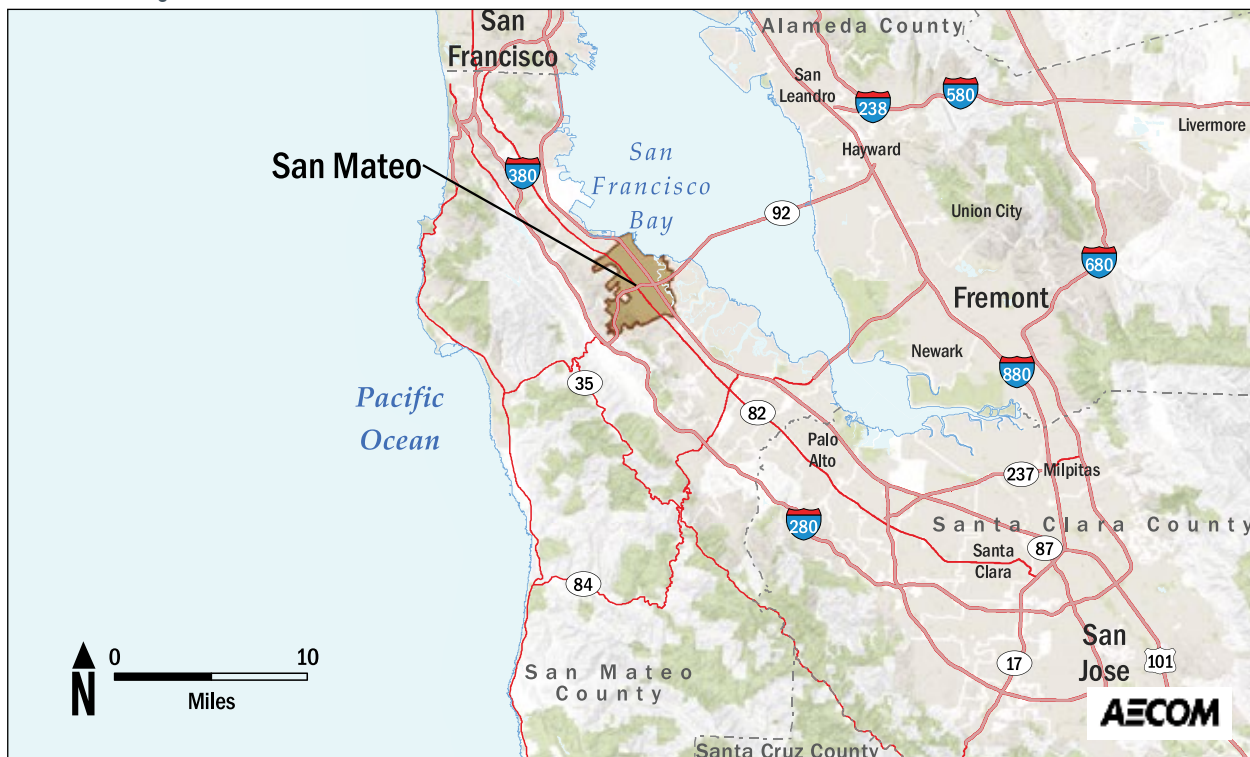 San
Francisco
Alameda County
San
Leandro
238
580
Livermore
Hayward
San Mateo
380
San
Francisco
Bay
92
Union City
680
Fremont
Newark
880
Pacific
Ocean
35
82
Palo
Alto
237
Milpitas
280
Santa Clara County
87
Santa
Clara
84
San
Jose
17
101
San Mateo
County
Santa Cruz County
0
10
Miles
N
AECOM